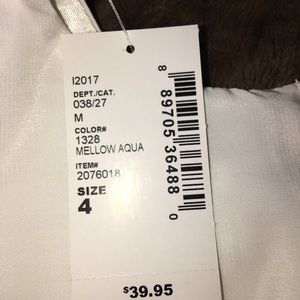 I2017
DEPT./CAT.
038/27
M
COLOR#
1328
MELLOW AQUA
ITEM#
2076018
SIZE
4
8 89705 36488 0
$39.95